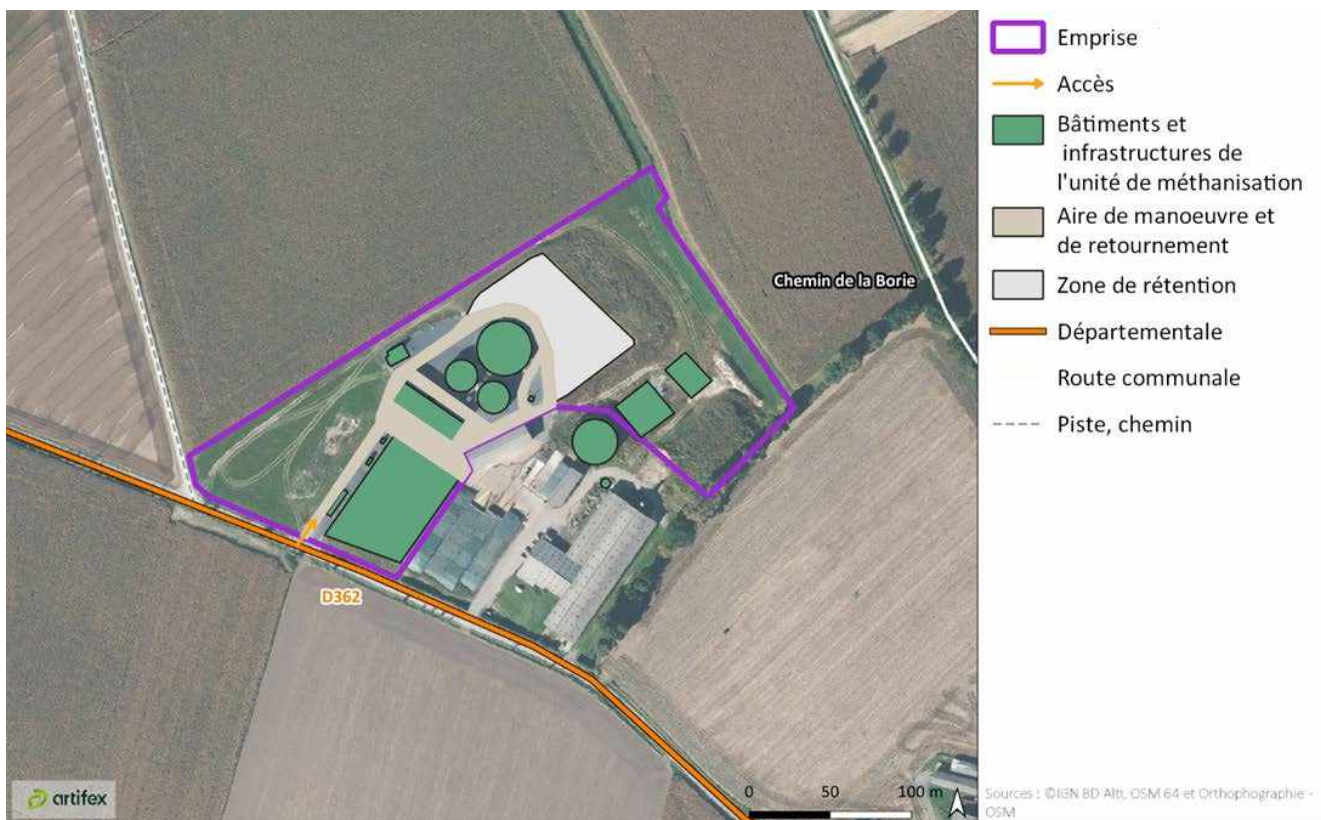 Emprise
Accès
Bâtiments et
infrastructures de
l'unité de méthanisation
Aire de manoeuvre et
de retournement
Zone de rétention
Départementale
Route communale
Piste, chemin
Chemin de la Borie
D362
artifex
0 50 100 m
Sources : ©IGN BD Alti, OSM 64 et Orthophographie -
OSM